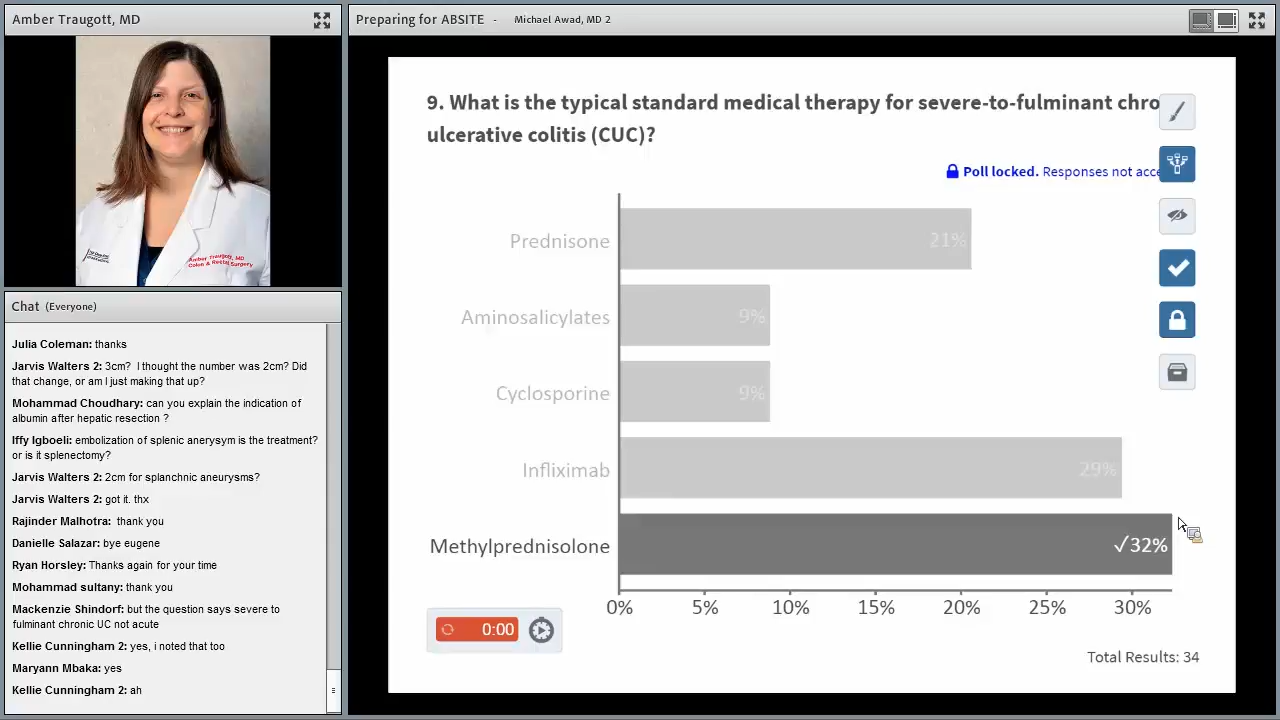 Amber Traugott, MD
Amber Traugott, MD
Colon & Rectal Surgery
Chat (Everyone)
Julia Coleman: thanks
Jarvis Walters 2: 3cm?  I thought the number was 2cm? Did
that change, or am I just making that up?
Mohammad Choudhary: can you explain the indication of
albumin after hepatic resection ?
Iffy Igboeli: embolization of splenic anerysym is the treatment?
or is it splenectomy?
Jarvis Walters 2: 2cm for splanchnic aneurysms?
Jarvis Walters 2: got it. thx
Rajinder Malhotra:  thank you
Danielle Salazar: bye eugene
Ryan Horsley: Thanks again for your time
Mohammad sultany: thank you
Mackenzie Shindorf: but the question says severe to
fulminant chronic UC not acute
Kellie Cunningham 2: yes, i noted that too
Maryann Mbaka: yes
Kellie Cunningham 2: ah
Preparing for ABSITE - Michael Awad, MD 2
9. What is the typical standard medical therapy for severe-to-fulminant chro
ulcerative colitis (CUC)?
Poll locked. Responses not acce
Prednisone 21%
Aminosalicylates 9%
Cyclosporine 9%
Infliximab 29%
Methylprednisolone ✓32%
0% 5% 10% 15% 20% 25% 30%
0:00
Total Results: 34